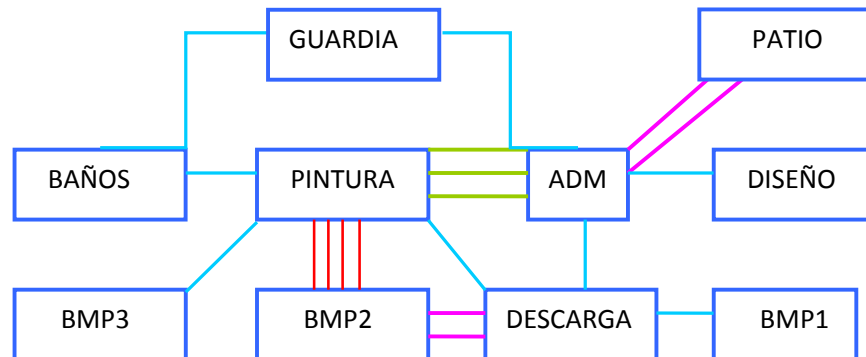 GUARDIA
PATIO
BAÑOS
PINTURA
ADM
DISEÑO
BMP3
BMP2
DESCARGA
BMP1